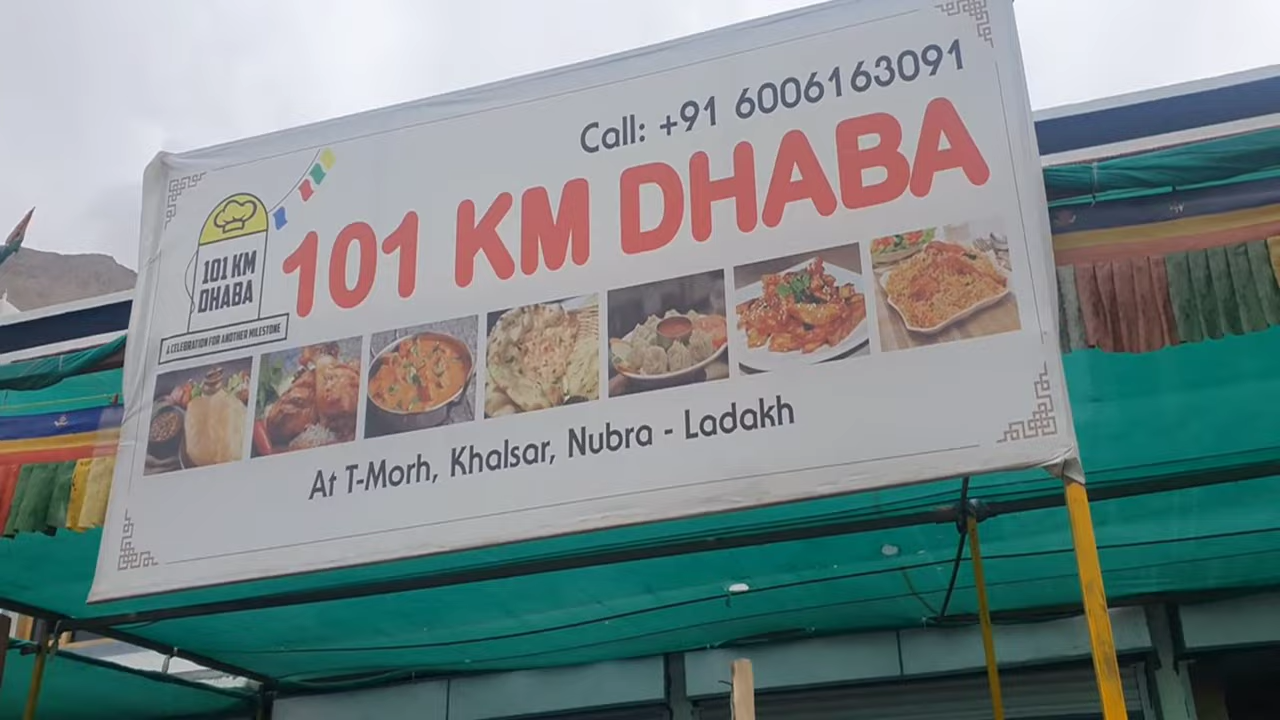 Call: +91 6006163091
101 KM DHABA
101 KM
DHABA
A CELEBRATION FOR ANOTHER MILESTONE
At T-Morh, Khalsar, Nubra - Ladakh